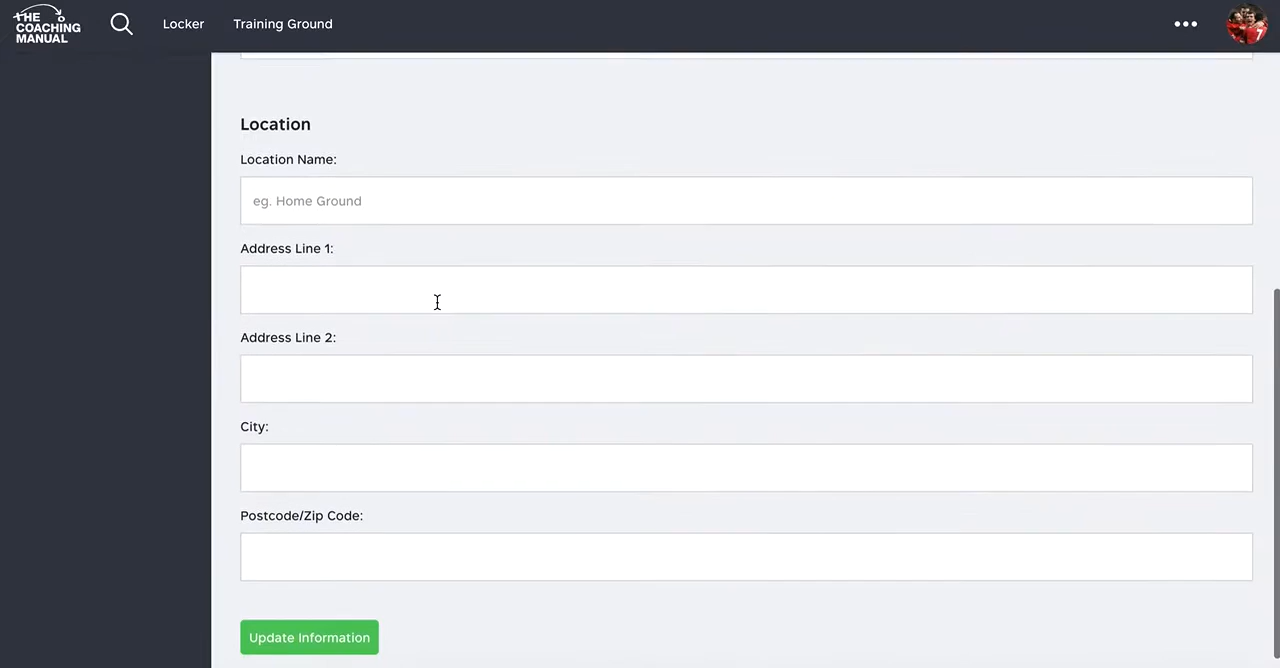 THE
COACHING
MANUAL
Locker
Training Ground
7
Location
Location Name:
eg. Home Ground
Address Line 1:
Address Line 2:
City:
Postcode/Zip Code:
Update Information